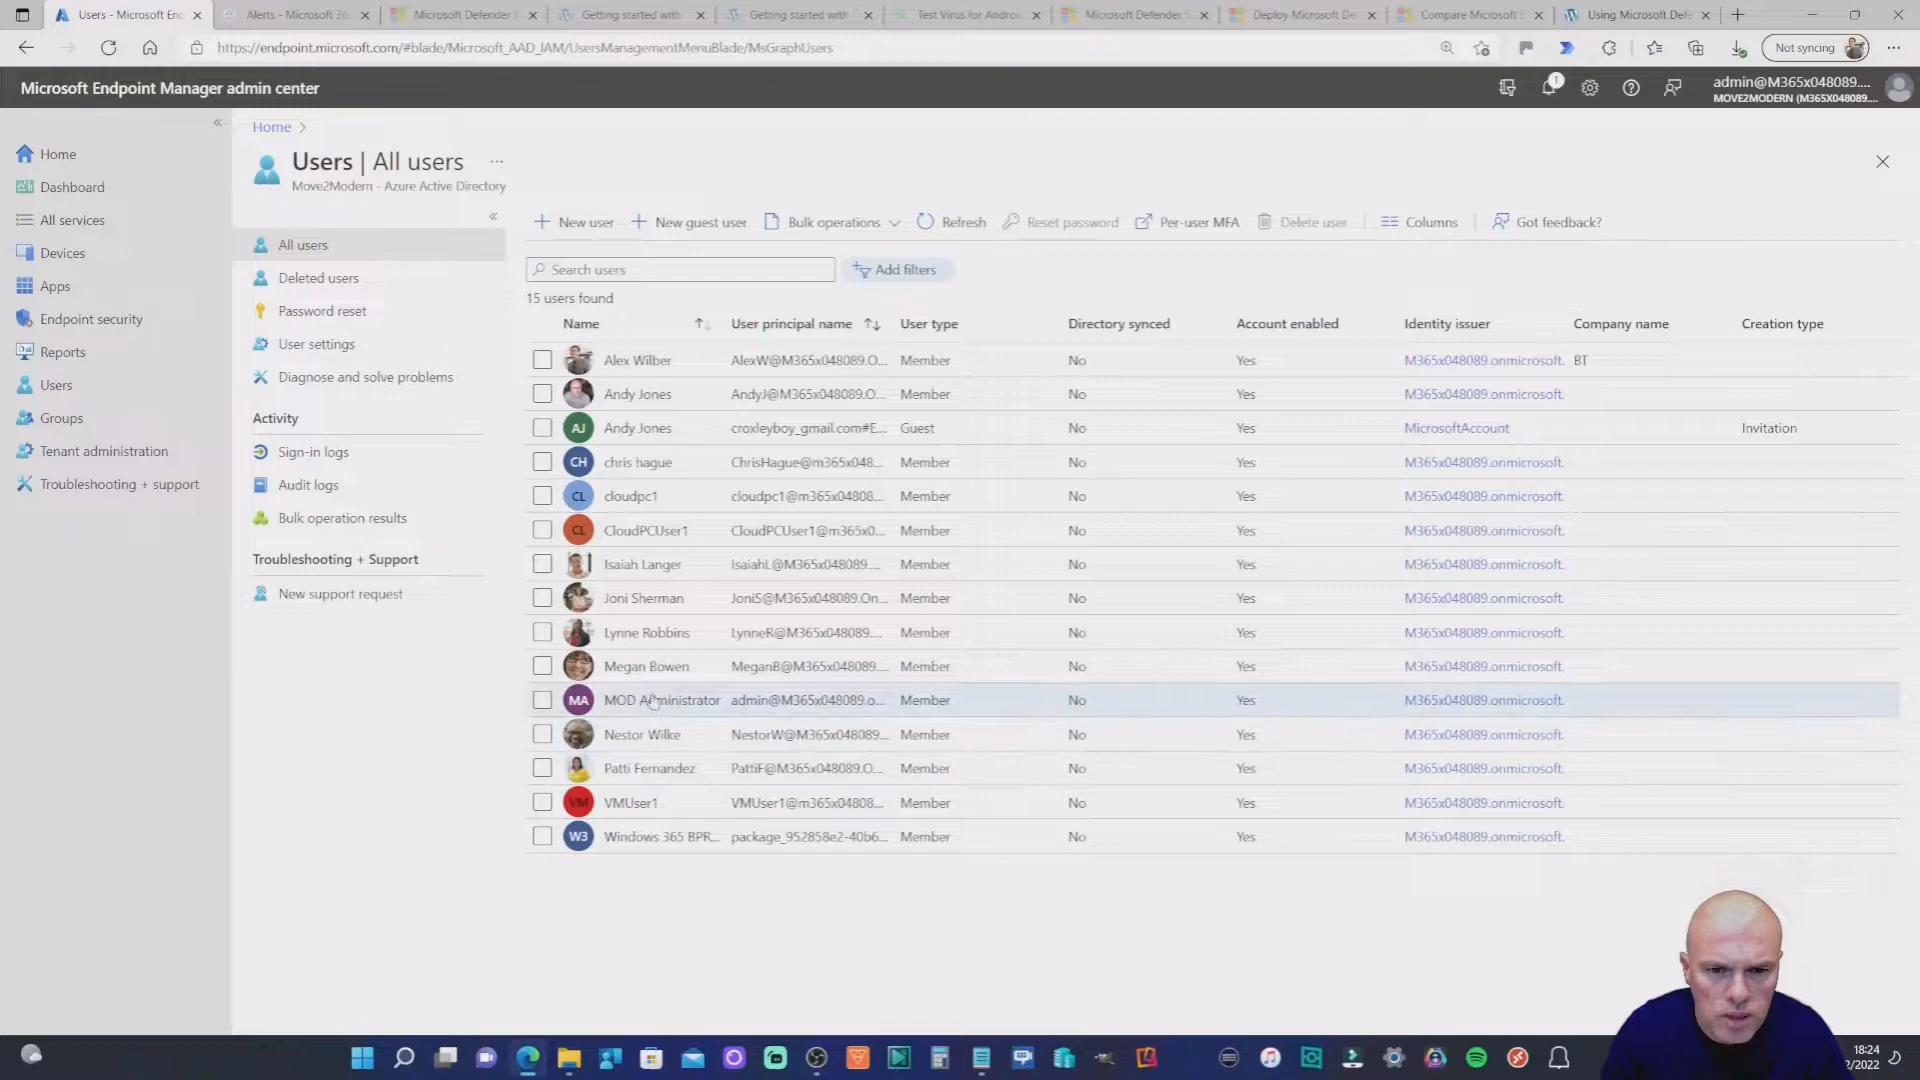 Users - Microsoft Enc
Alerts - Microsoft 36
Microsoft Defender f
Getting started with
Getting started with
Test Virus for Androi
Microsoft Defender
Deploy Microsoft De
Compare Microsoft
Using Microsoft Defe
https://endpoint.microsoft.com/#blade/Microsoft_AAD_IAM/UsersManagementMenuBlade/MsGraphUsers
Not syncing
Microsoft Endpoint Manager admin center
1
admin@M365x048089....
MOVE2MODERN (M365X048089....
Home
Dashboard
All services
Devices
Apps
Endpoint security
Reports
Users
Groups
Tenant administration
Troubleshooting + support
Home >
Users | All users ...
Move2Modern - Azure Active Directory
All users
Deleted users
Password reset
User settings
Diagnose and solve problems
Activity
Sign-in logs
Audit logs
Bulk operation results
Troubleshooting + Support
New support request
New user New guest user Bulk operations Refresh Reset password Per-user MFA Delete user Columns Got feedback?
Search users Add filters
15 users found
Name User principal name User type Directory synced Account enabled Identity issuer Company name Creation type
Alex Wilber AlexW@M365x048089.O... Member No Yes M365x048089.onmicrosoft. BT
Andy Jones AndyJ@M365x048089.O... Member No Yes M365x048089.onmicrosoft.
AJ Andy Jones croxleyboy_gmail.com#E... Guest No Yes MicrosoftAccount Invitation
CH chris hague ChrisHague@m365x048... Member No Yes M365x048089.onmicrosoft.
CL cloudpc1 cloudpc1@m365x04808... Member No Yes M365x048089.onmicrosoft.
CL CloudPCUser1 CloudPCUser1@m365x0... Member No Yes M365x048089.onmicrosoft.
Isaiah Langer IsaiahL@M365x048089.... Member No Yes M365x048089.onmicrosoft.
Joni Sherman JoniS@M365x048089.On... Member No Yes M365x048089.onmicrosoft.
Lynne Robbins LynneR@M365x048089.... Member No Yes M365x048089.onmicrosoft.
Megan Bowen MeganB@M365x048089.... Member No Yes M365x048089.onmicrosoft.
MA MOD Administrator admin@M365x048089.o... Member No Yes M365x048089.onmicrosoft.
Nestor Wilke NestorW@M365x048089... Member No Yes M365x048089.onmicrosoft.
Patti Fernandez PattiF@M365x048089.O... Member No Yes M365x048089.onmicrosoft.
VM VMUser1 VMUser1@m365x04808... Member No Yes M365x048089.onmicrosoft.
W3 Windows 365 BPR... package_952858e2-40b6... Member No Yes M365x048089.onmicrosoft.
18:24
2/2022